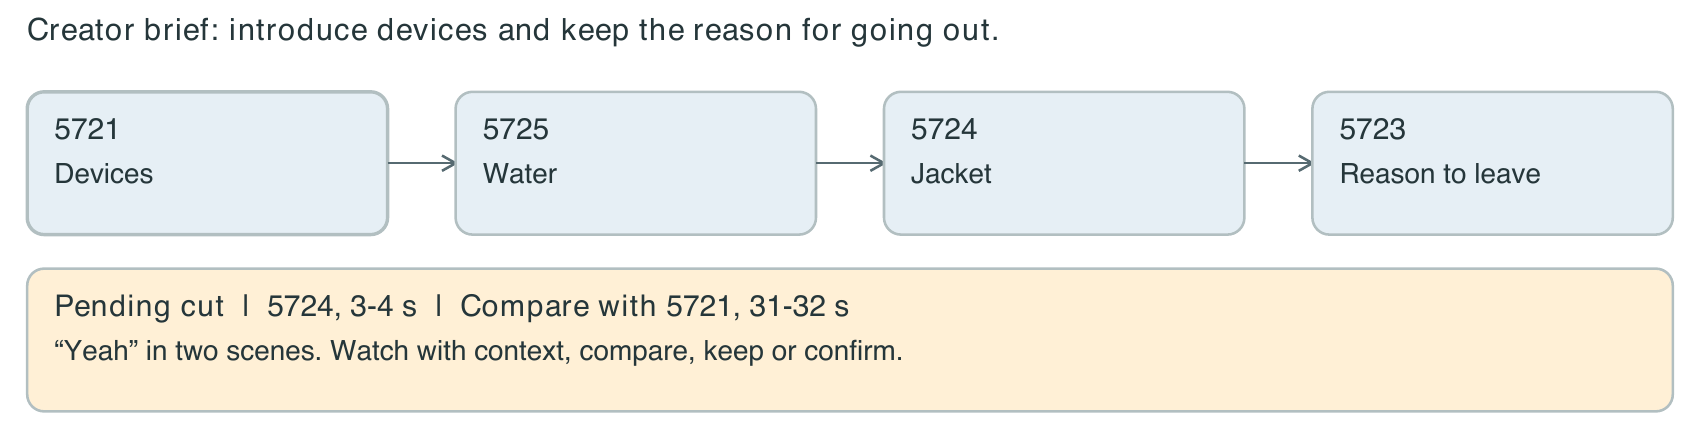 Creator brief: introduce devices and keep the reason for going out.
5721
Devices
5725
Water
5724
Jacket
5723
Reason to leave
Pending cut | 5724, 3-4 s | Compare with 5721, 31-32 s
“Yeah” in two scenes. Watch with context, compare, keep or confirm.